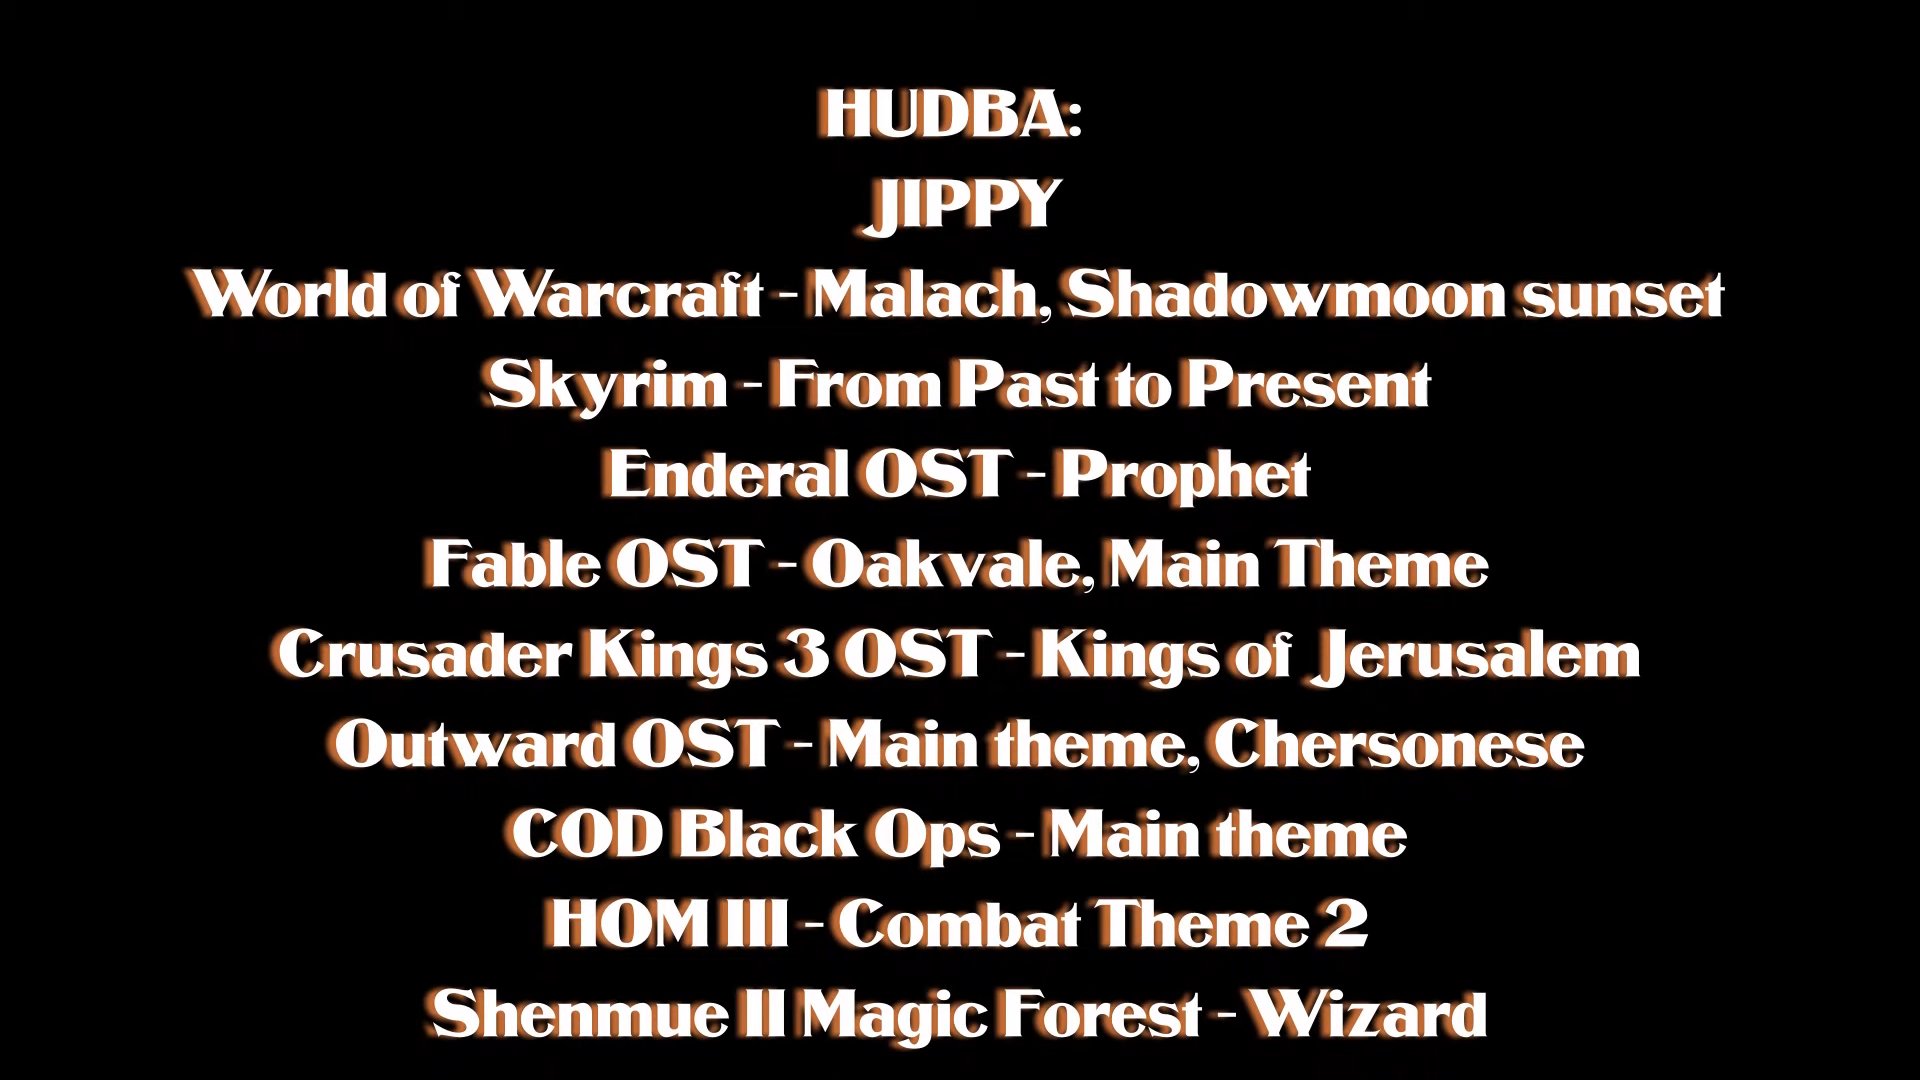 HUDBA:
JIPPY
World of Warcraft - Malach, Shadowmoon sunset
Skyrim - From Past to Present
Enderal OST - Prophet
Fable OST - Oakvale, Main Theme
Crusader Kings 3 OST - Kings of Jerusalem
Outward OST - Main theme, Chersonese
COD Black Ops - Main theme
HOM III - Combat Theme 2
Shenmue II Magic Forest - Wizard